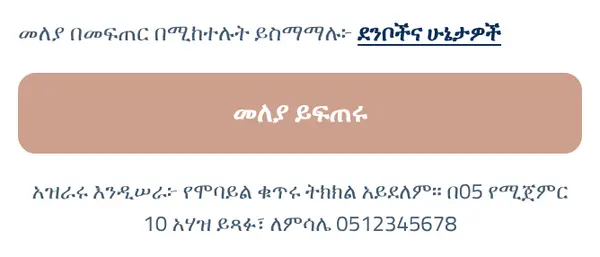 መለያ በመፍጠር በሚከተሉት ይስማማሉ፦ ደንቦችና ሁኔታዎች
መለያ ይፍጠሩ
አዝራሩ እንዲሠራ፦ የሞባይል ቁጥሩ ትክክል አይደለም። በ05 የሚጀምር
10 አሃዝ ይጻፉ፣ ለምሳሌ 0512345678